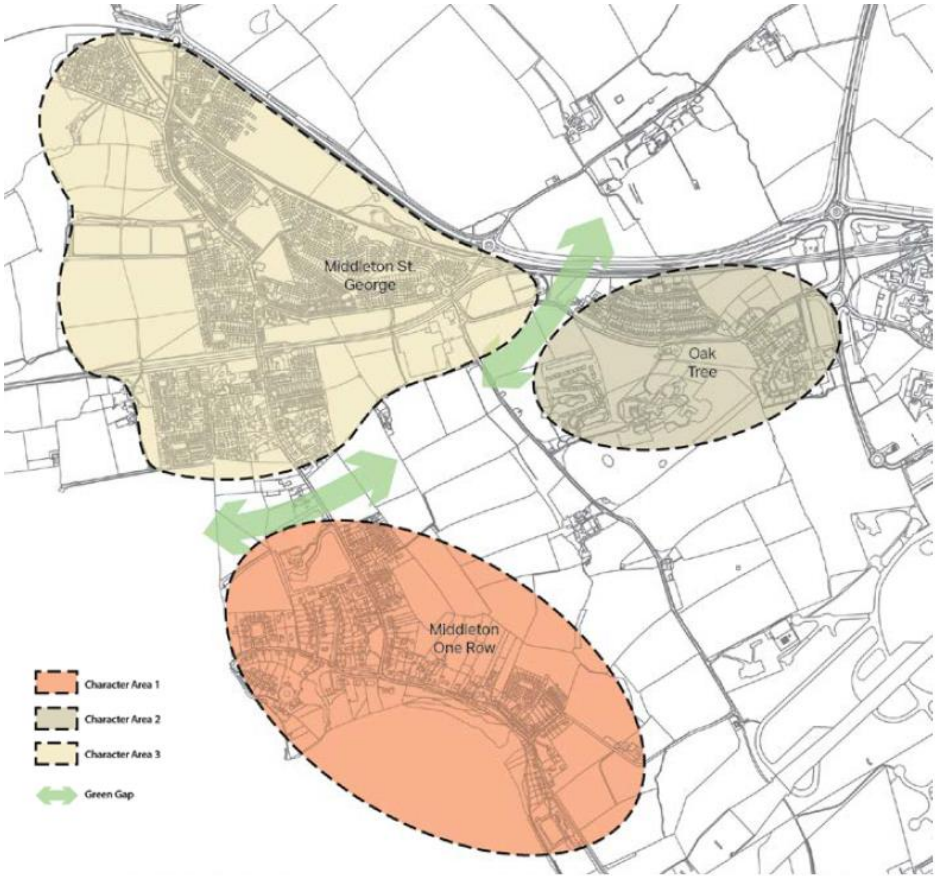 Middleton St.
George
Oak
Tree
Middleton
One Row
Character Area 1
Character Area 2
Character Area 3
Green Gap